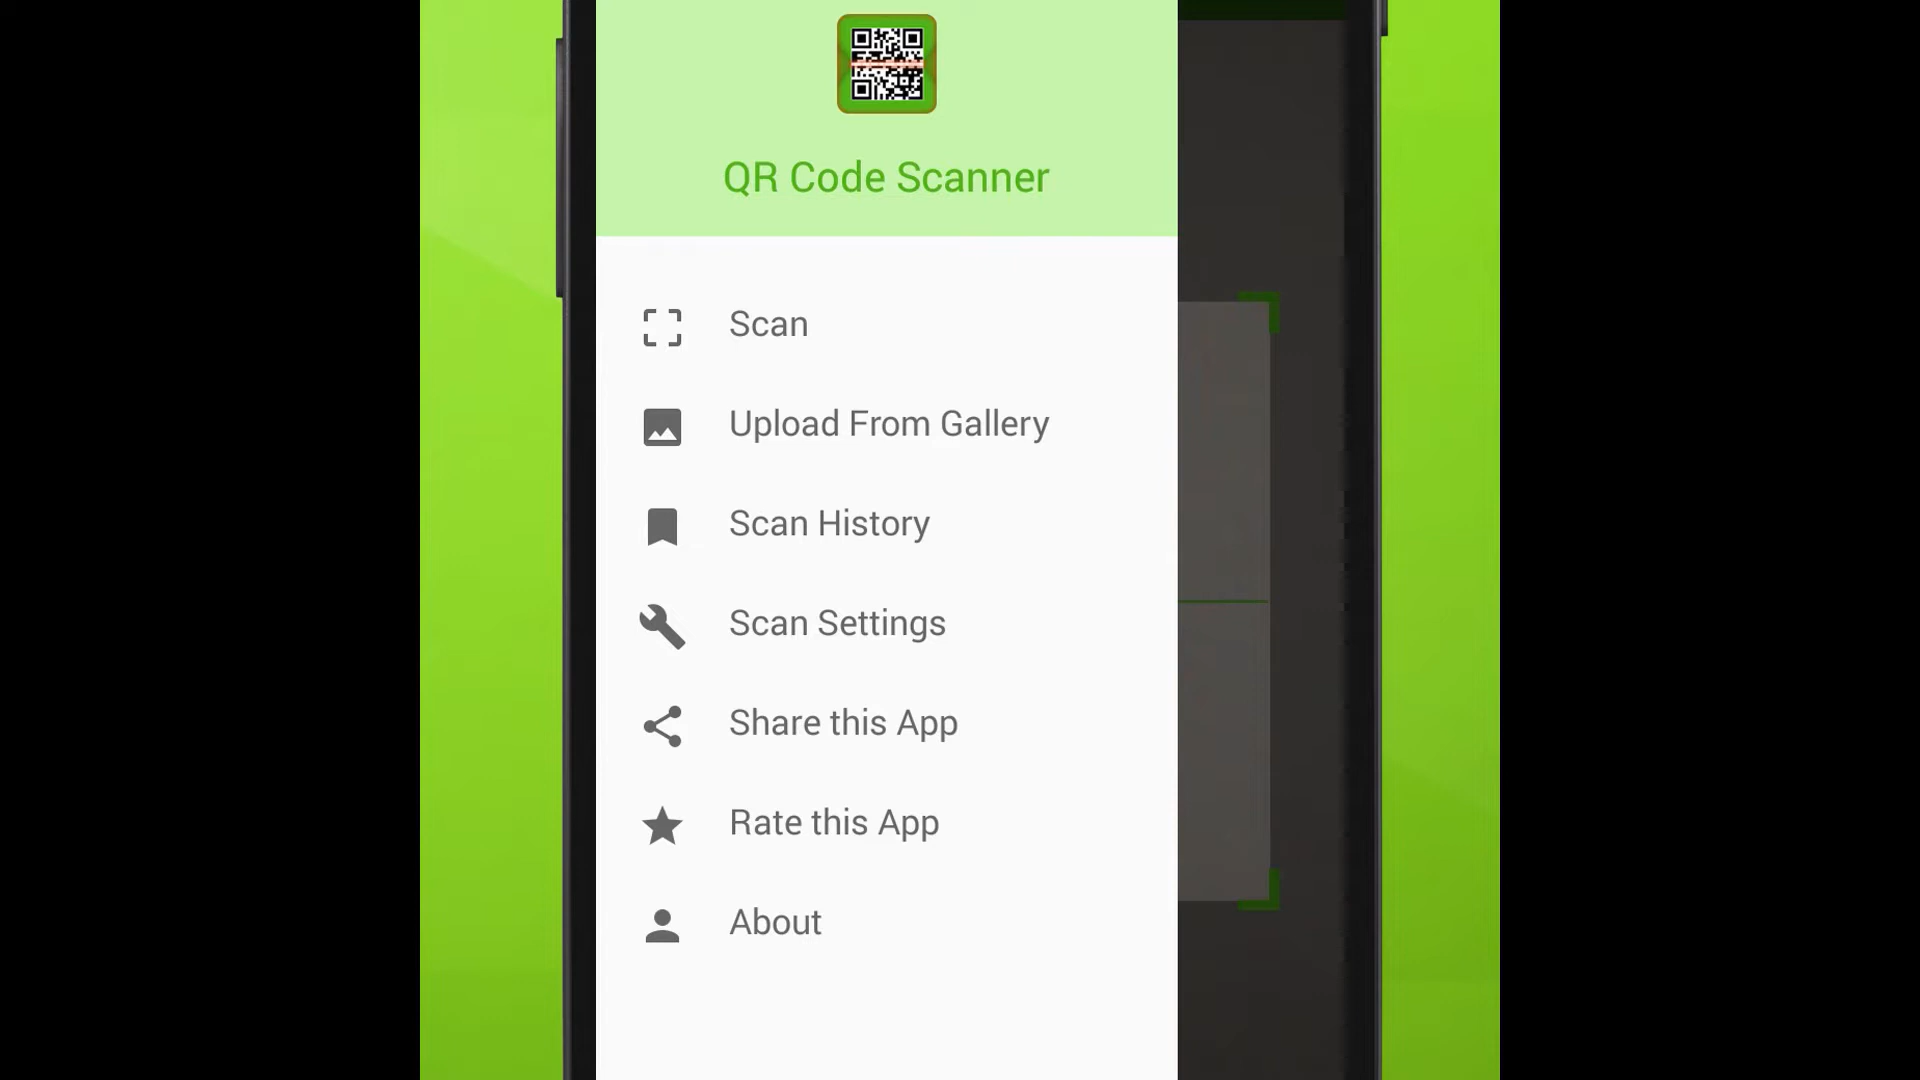 QR Code Scanner
Scan
Upload From Gallery
Scan History
Scan Settings
Share this App
Rate this App
About